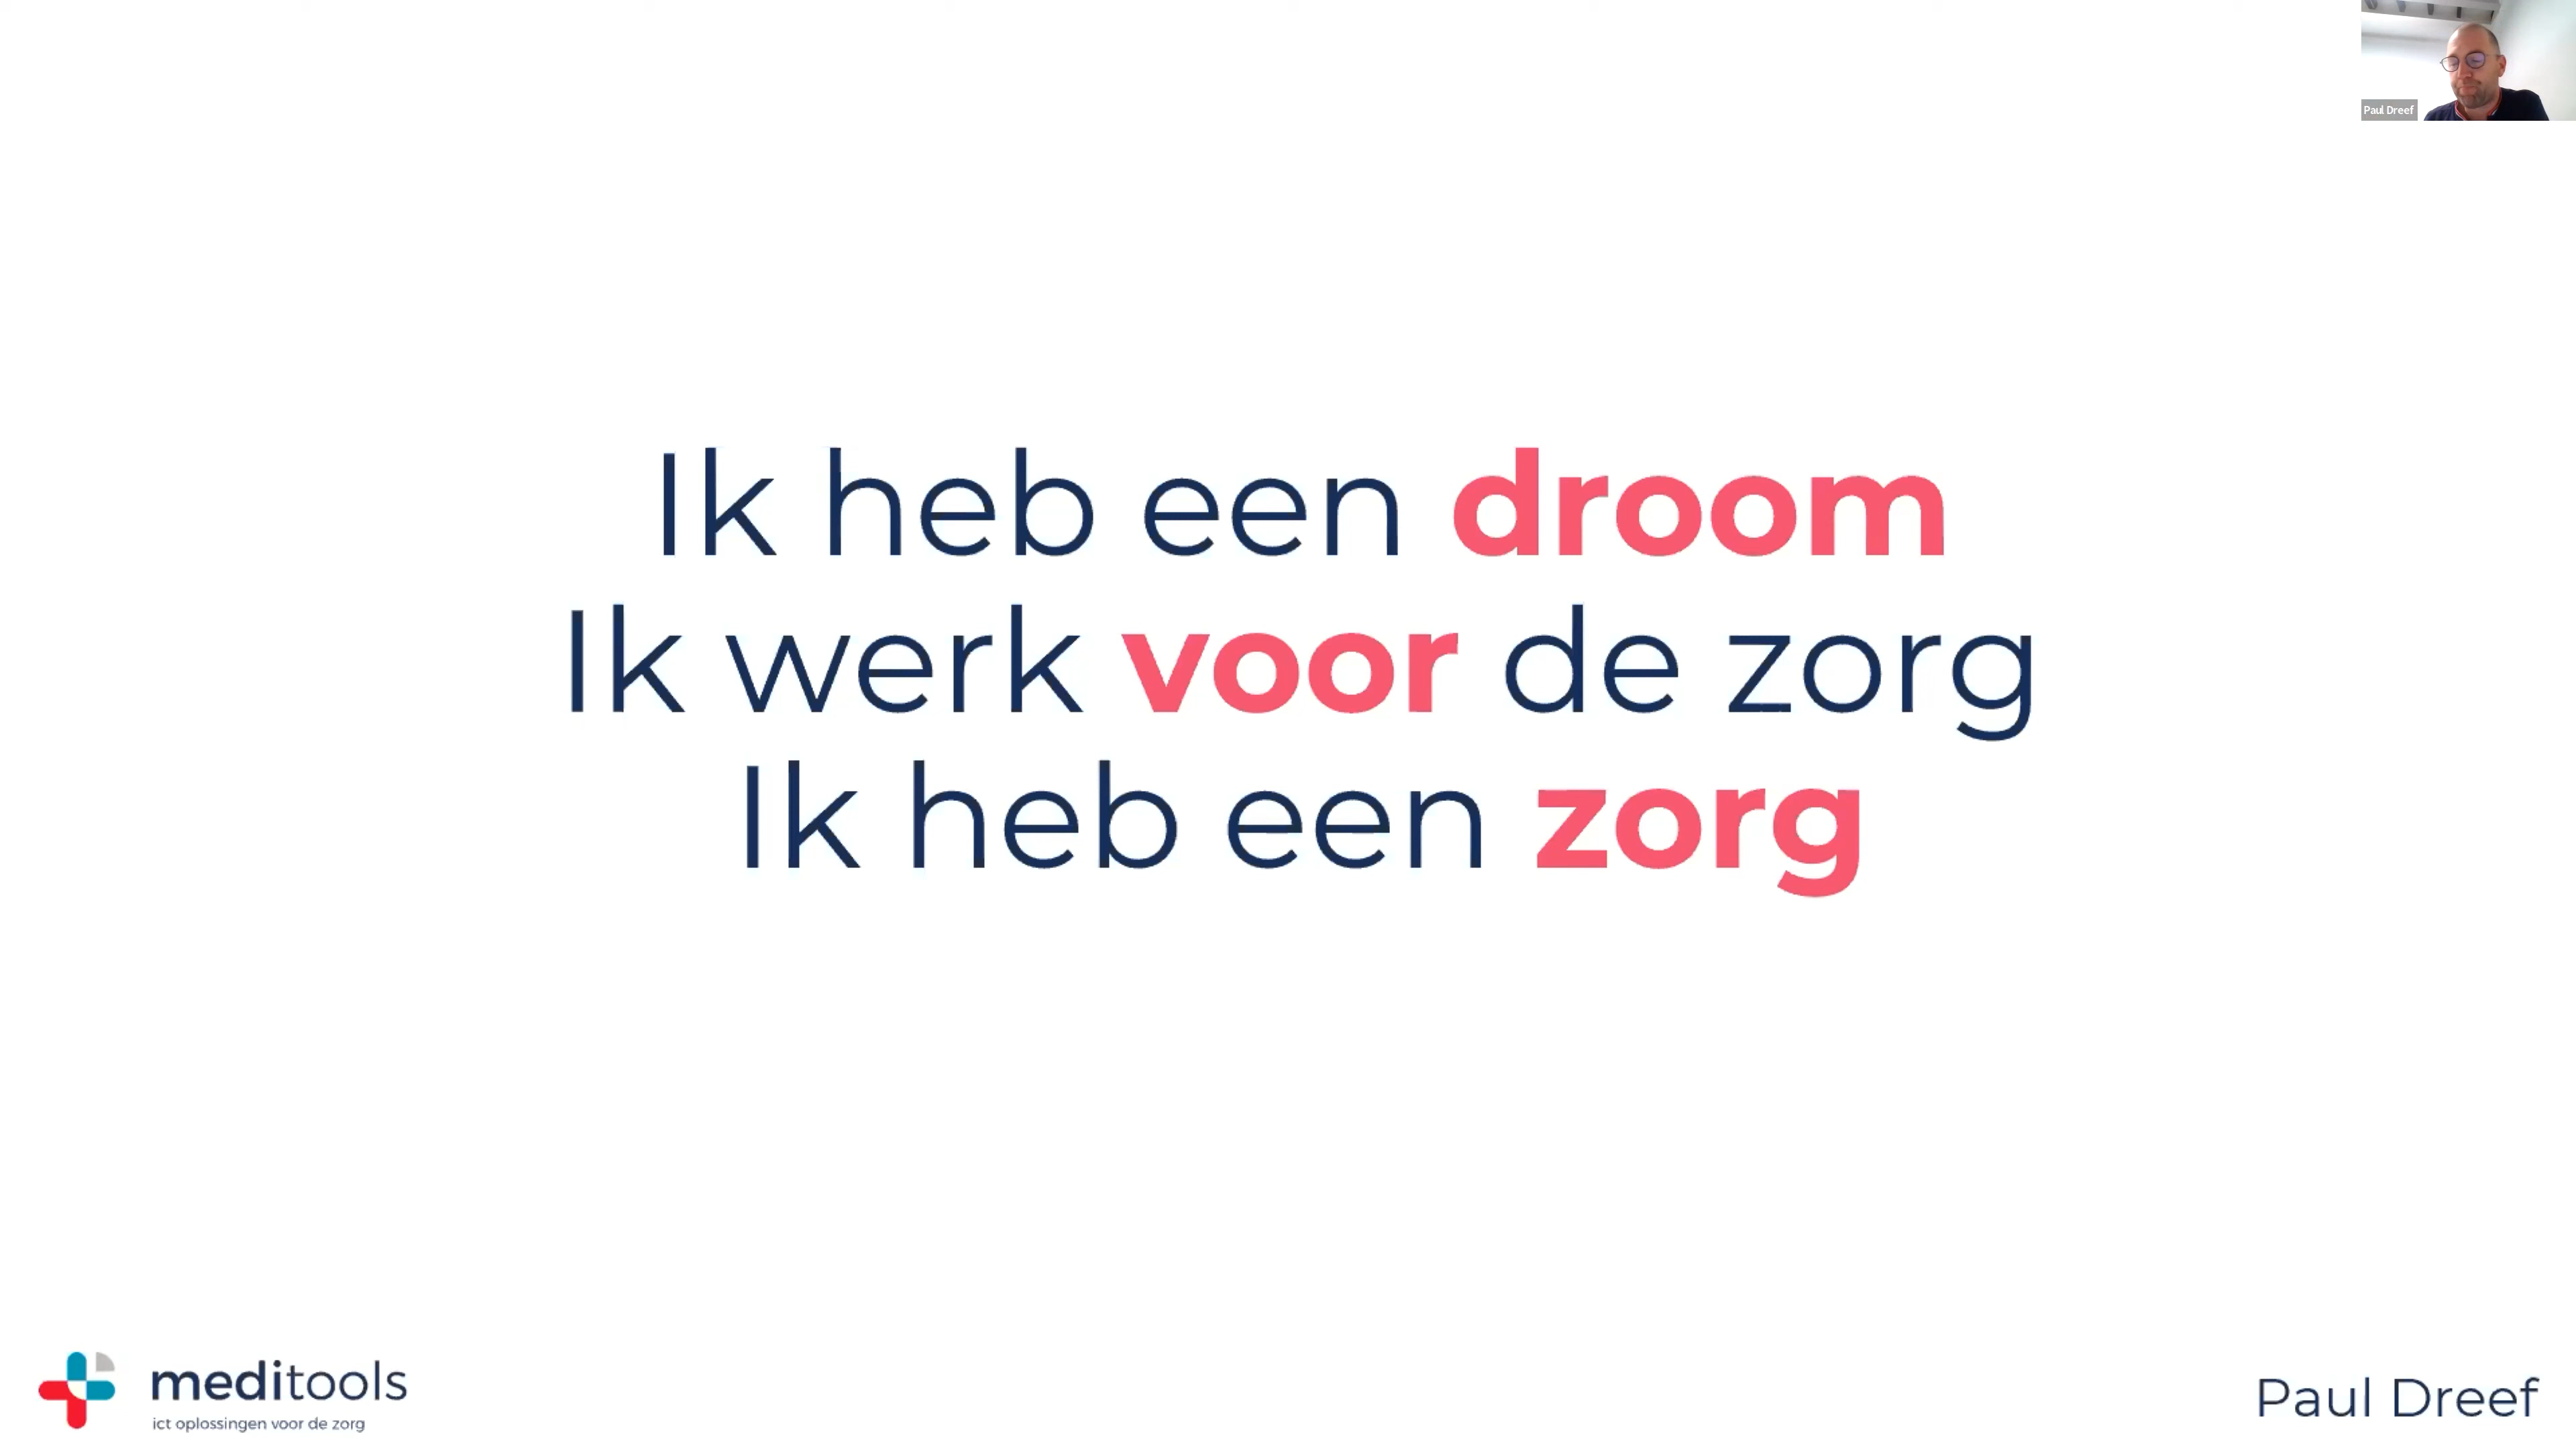 Paul Dreef
Ik heb een droom
Ik werk voor de zorg
Ik heb een zorg
meditools
ict oplossingen voor de zorg
Paul Dreef